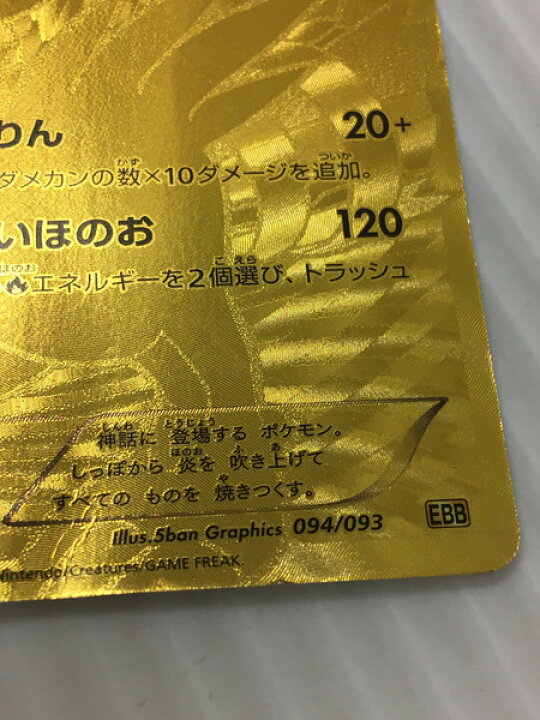 りん 20+
ダメカンの数×10ダメージを追加。
いほのお 120
エネルギーを2個選び、トラッシュ
神話に 登場する ポケモン。
しっぽから 炎を 吹き上げて
すべての ものを 焼きつくす。
Illus.5ban Graphics 094/093 EBB
Nintendo/Creatures/GAME FREAK.